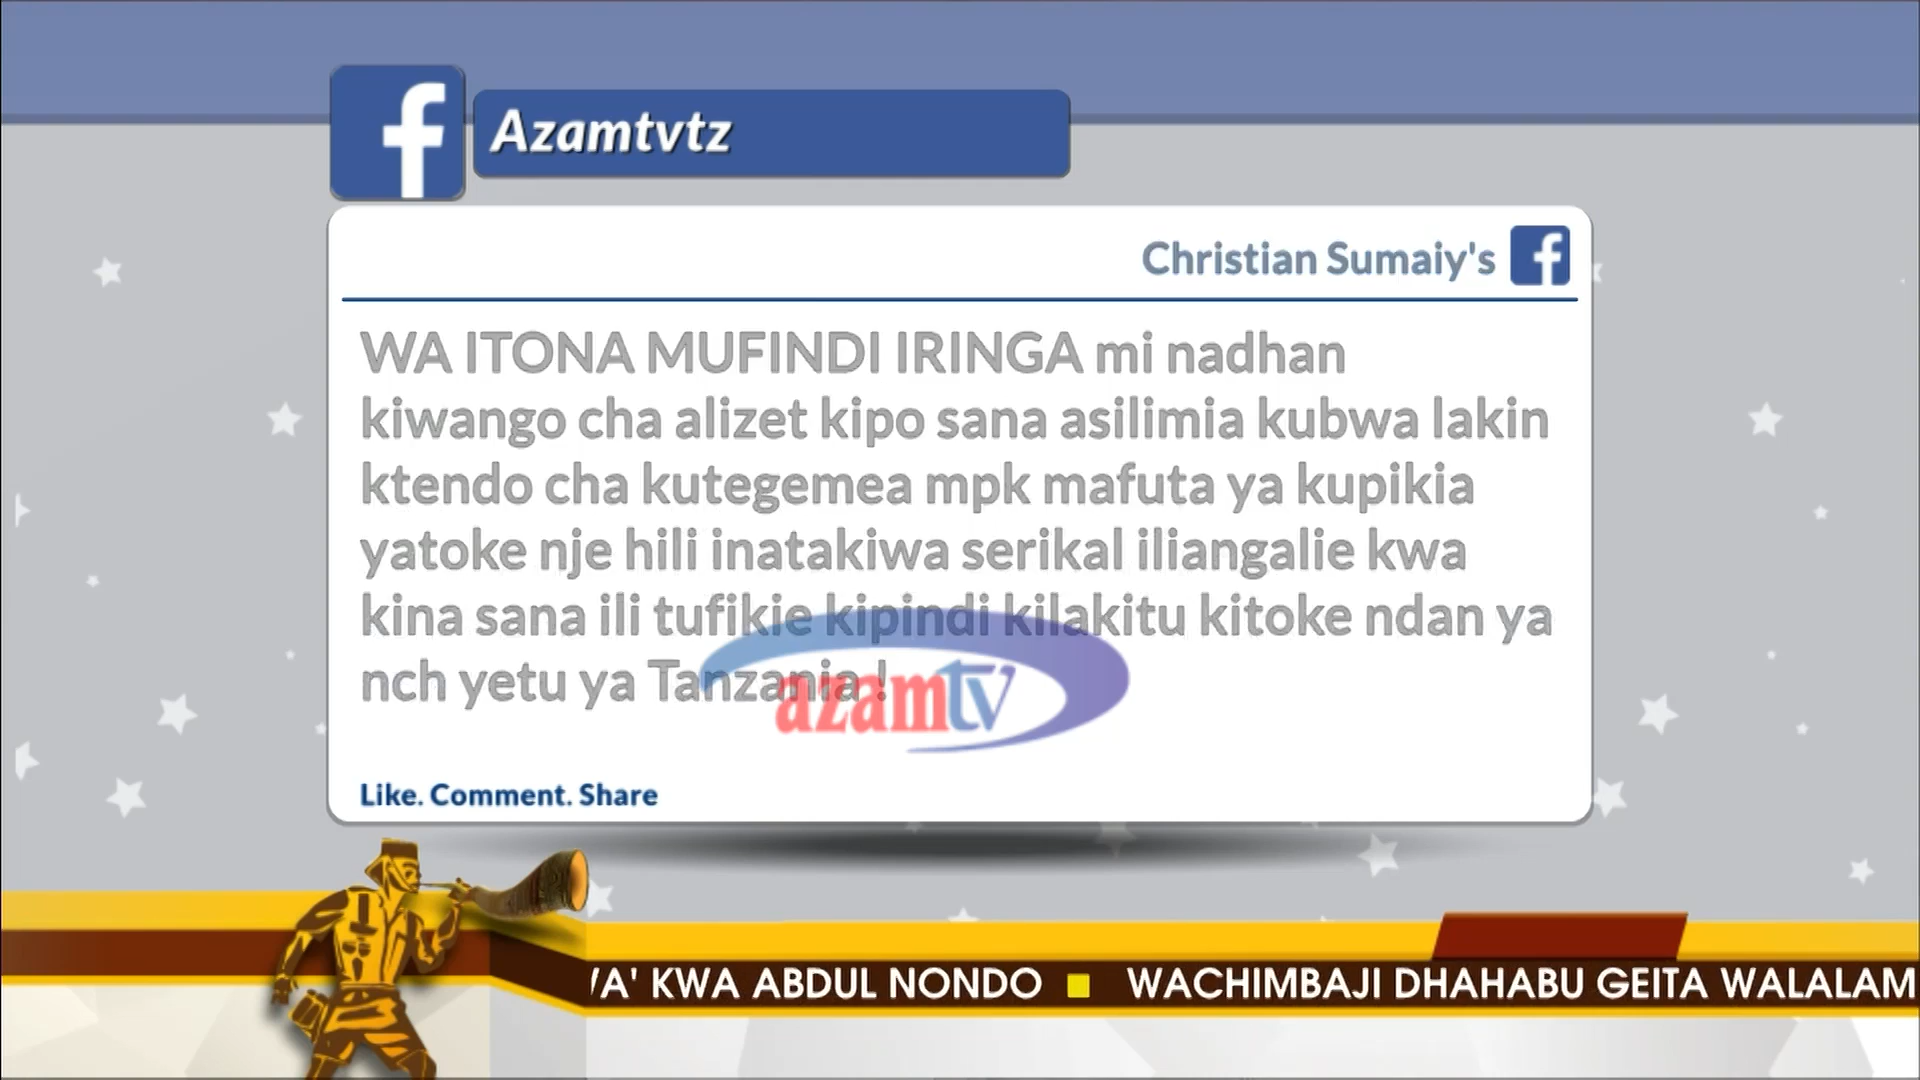 Azamtvtz
Christian Sumaiy's
WA ITONA MUFINDI IRINGA mi nadhan
kiwango cha alizet kipo sana asilimia kubwa lakin
ktendo cha kutegemea mpk mafuta ya kupikia
yatoke nje hili inatakiwa serikal iliangalie kwa
kina sana ili tufikie kipindi kilakitu kitoke ndan ya
nch yetu ya Tanzania !
azamtv
Like. Comment. Share
KWA ABDUL NONDO WACHIMBAJI DHAHABU GEITA WALALAM